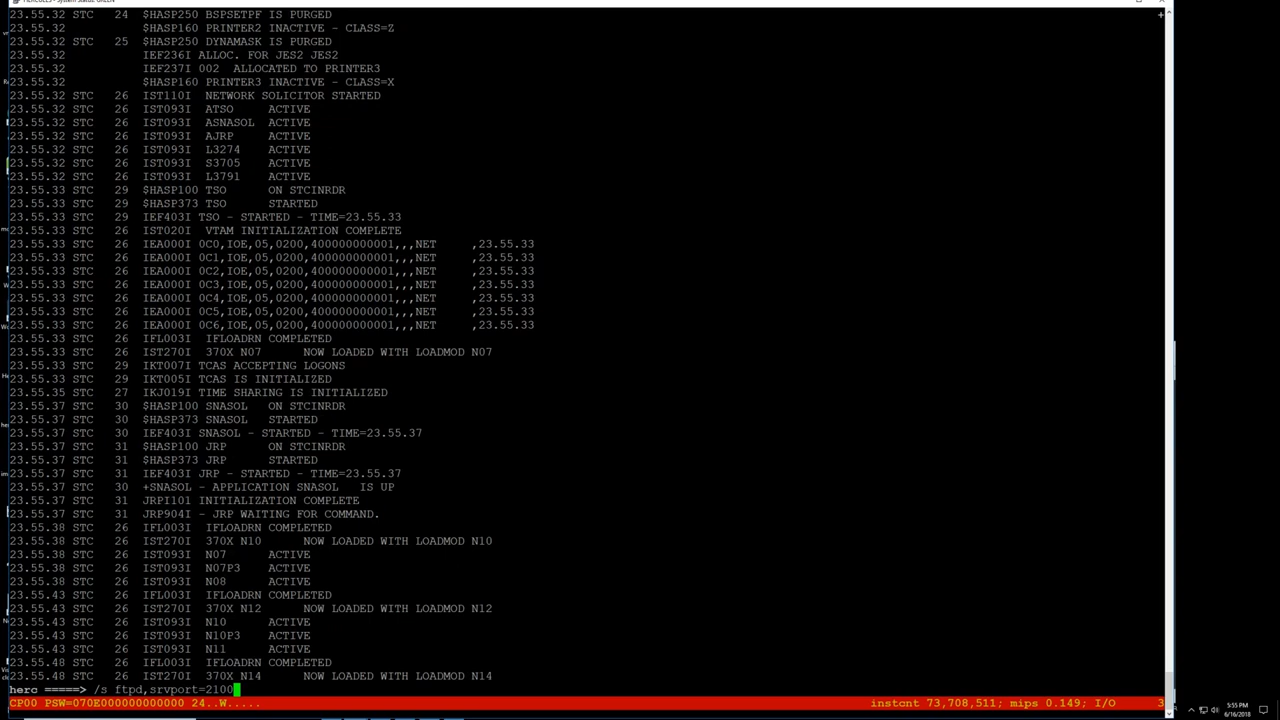 23.55.32 STC   24  $HASP250 BSPSETPF IS PURGED
23.55.32           $HASP160 PRINTER2 INACTIVE - CLASS=Z
23.55.32 STC   25  $HASP250 DYNAMASK IS PURGED
23.55.32           IEF236I ALLOC. FOR JES2 JES2
23.55.32           IEF237I 002  ALLOCATED TO PRINTER3
23.55.32           $HASP160 PRINTER3 INACTIVE - CLASS=X
23.55.32 STC   26  IST110I  NETWORK SOLICITOR STARTED
23.55.32 STC   26  IST093I  ATSO     ACTIVE
23.55.32 STC   26  IST093I  ASNASOL  ACTIVE
23.55.32 STC   26  IST093I  AJRP     ACTIVE
23.55.32 STC   26  IST093I  L3274    ACTIVE
23.55.32 STC   26  IST093I  S3705    ACTIVE
23.55.32 STC   26  IST093I  L3791    ACTIVE
23.55.33 STC   29  $HASP100 TSO      ON STCINRDR
23.55.33 STC   29  $HASP373 TSO      STARTED
23.55.33 STC   29  IEF403I TSO - STARTED - TIME=23.55.33
23.55.33 STC   26  IST020I  VTAM INITIALIZATION COMPLETE
23.55.33 STC   26  IEA000I 0C0,IOE,05,0200,400000000001,,,NET     ,23.55.33
23.55.33 STC   26  IEA000I 0C1,IOE,05,0200,400000000001,,,NET     ,23.55.33
23.55.33 STC   26  IEA000I 0C2,IOE,05,0200,400000000001,,,NET     ,23.55.33
23.55.33 STC   26  IEA000I 0C3,IOE,05,0200,400000000001,,,NET     ,23.55.33
23.55.33 STC   26  IEA000I 0C4,IOE,05,0200,400000000001,,,NET     ,23.55.33
23.55.33 STC   26  IEA000I 0C5,IOE,05,0200,400000000001,,,NET     ,23.55.33
23.55.33 STC   26  IEA000I 0C6,IOE,05,0200,400000000001,,,NET     ,23.55.33
23.55.33 STC   26  IFL003I  IFLOADRN COMPLETED
23.55.33 STC   26  IST270I  370X N07      NOW LOADED WITH LOADMOD N07
23.55.33 STC   29  IKT007I TCAS ACCEPTING LOGONS
23.55.33 STC   29  IKT005I TCAS IS INITIALIZED
23.55.35 STC   27  IKJ019I TIME SHARING IS INITIALIZED
23.55.37 STC   30  $HASP100 SNASOL   ON STCINRDR
23.55.37 STC   30  $HASP373 SNASOL   STARTED
23.55.37 STC   30  IEF403I SNASOL - STARTED - TIME=23.55.37
23.55.37 STC   31  $HASP100 JRP      ON STCINRDR
23.55.37 STC   31  $HASP373 JRP      STARTED
23.55.37 STC   31  IEF403I JRP - STARTED - TIME=23.55.37
23.55.37 STC   30  +SNASOL - APPLICATION SNASOL   IS UP
23.55.37 STC   31  JRPI101 INITIALIZATION COMPLETE
23.55.37 STC   31  JRP904I - JRP WAITING FOR COMMAND.
23.55.38 STC   26  IFL003I  IFLOADRN COMPLETED
23.55.38 STC   26  IST270I  370X N10      NOW LOADED WITH LOADMOD N10
23.55.38 STC   26  IST093I  N07      ACTIVE
23.55.38 STC   26  IST093I  N07P3    ACTIVE
23.55.38 STC   26  IST093I  N08      ACTIVE
23.55.43 STC   26  IFL003I  IFLOADRN COMPLETED
23.55.43 STC   26  IST270I  370X N12      NOW LOADED WITH LOADMOD N12
23.55.43 STC   26  IST093I  N10      ACTIVE
23.55.43 STC   26  IST093I  N10P3    ACTIVE
23.55.43 STC   26  IST093I  N11      ACTIVE
23.55.48 STC   26  IFL003I  IFLOADRN COMPLETED
23.55.48 STC   26  IST270I  370X N14      NOW LOADED WITH LOADMOD N14
herc =====> /s ftpd,srvport=2100
CP00 PSW=070E000000000000 24..W.....    instcnt 73,708,511; mips 0.149; I/O    3
5:55 PM
6/16/2018